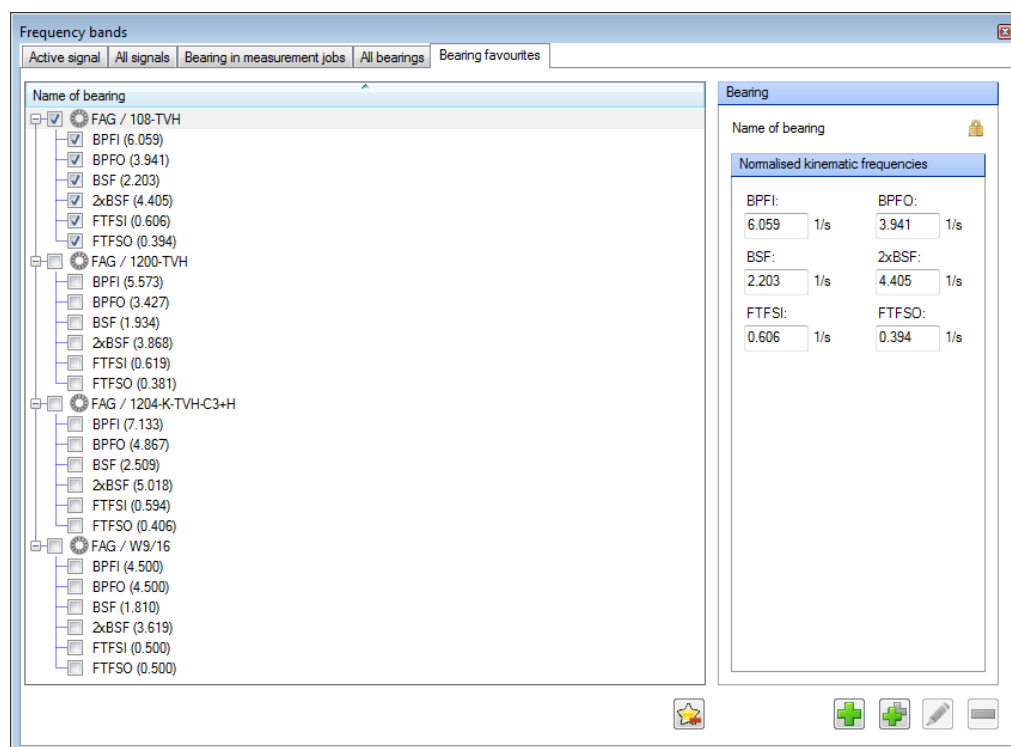 Frequency bands
Active signal All signals Bearing in measurement jobs All bearings Bearing favourites
Name of bearing
FAG / 108-TVH
BPFI (6.059)
BPFO (3.941)
BSF (2.203)
2xBSF (4.405)
FTFSI (0.606)
FTFSO (0.394)
FAG / 1200-TVH
BPFI (5.573)
BPFO (3.427)
BSF (1.934)
2xBSF (3.868)
FTFSI (0.619)
FTFSO (0.381)
FAG / 1204-K-TVH-C3+H
BPFI (7.133)
BPFO (4.867)
BSF (2.509)
2xBSF (5.018)
FTFSI (0.594)
FTFSO (0.406)
FAG / W9/16
BPFI (4.500)
BPFO (4.500)
BSF (1.810)
2xBSF (3.619)
FTFSI (0.500)
FTFSO (0.500)
Bearing
Name of bearing
Normalised kinematic frequencies
BPFI: BPFO:
6.059 1/s 3.941 1/s
BSF: 2xBSF:
2.203 1/s 4.405 1/s
FTFSI: FTFSO:
0.606 1/s 0.394 1/s